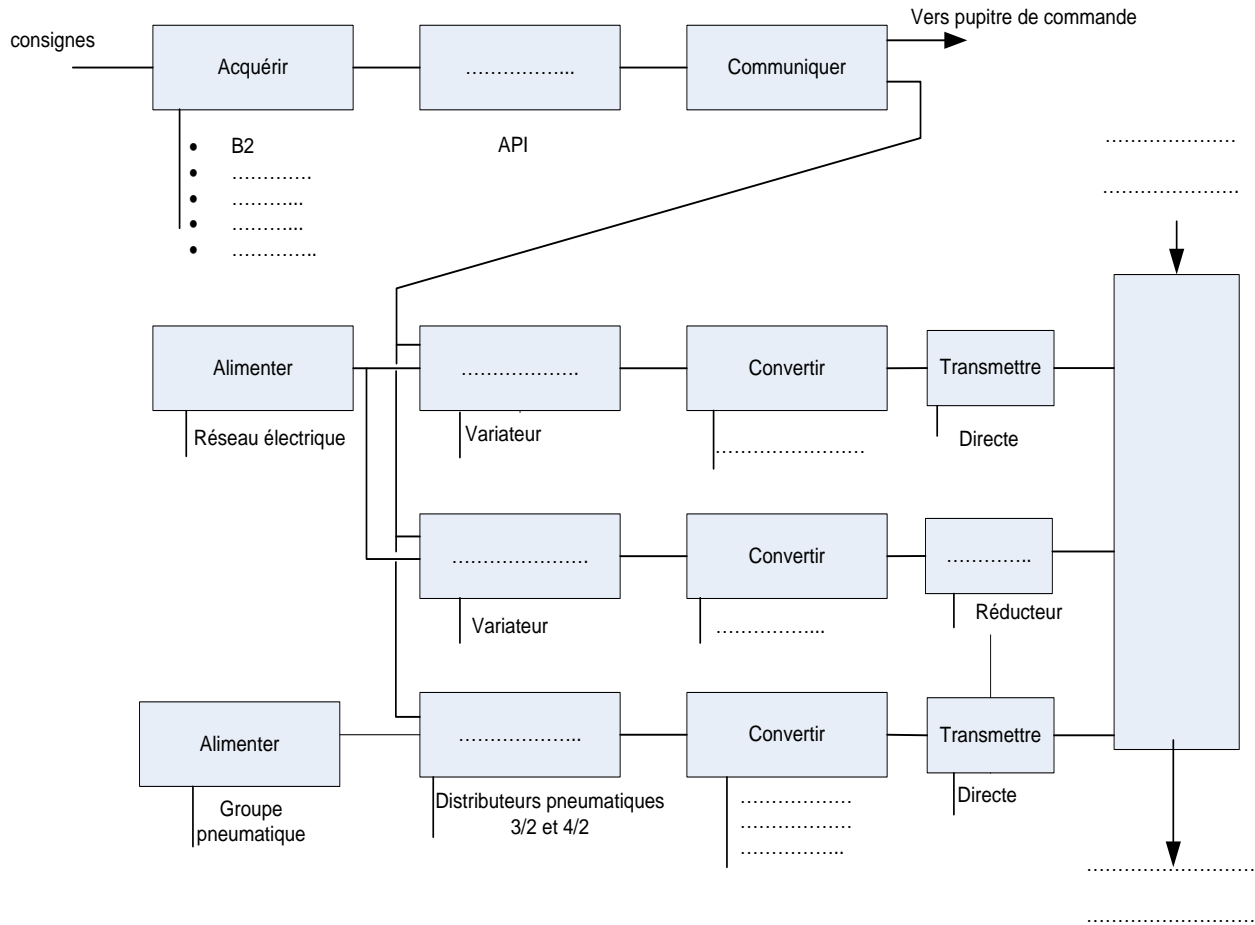 Vers pupitre de commande
consignes
Acquérir
………………...
Communiquer
• B2
• …………
• ………...
• ………...
• …………..
API
…………………
………………….
Alimenter
……………….
Convertir
Transmettre
Réseau électrique
Variateur
……………………
Directe
………………….
Convertir
…………..
Variateur
……………...
Réducteur
Alimenter
………………..
Convertir
Transmettre
Groupe
pneumatique
Distributeurs pneumatiques
3/2 et 4/2
………………
………………
……………..
Directe
………………………
………………………